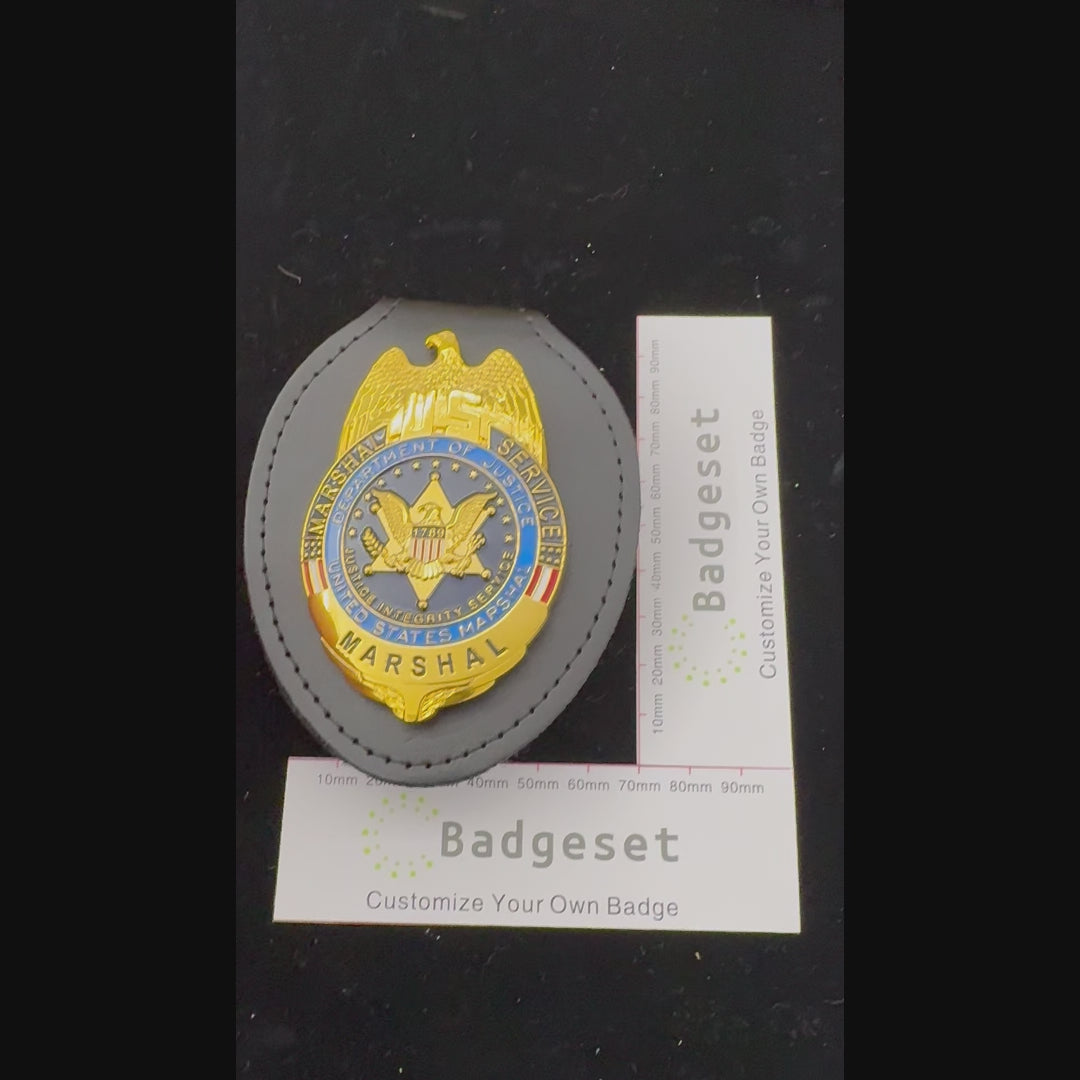 US
MARSHAL SERVICE
DEPARTMENT OF JUSTICE
1789
JUSTICE INTEGRITY SERVICE
UNITED STATES MARSHAL
MARSHAL
10mm 20mm 30mm 40mm 50mm 60mm 70mm 80mm 90mm
Badgeset
Customize Your Own Badge
10mm 40mm 50mm 60mm 70mm 80mm 90mm
Badgeset
Customize Your Own Badge